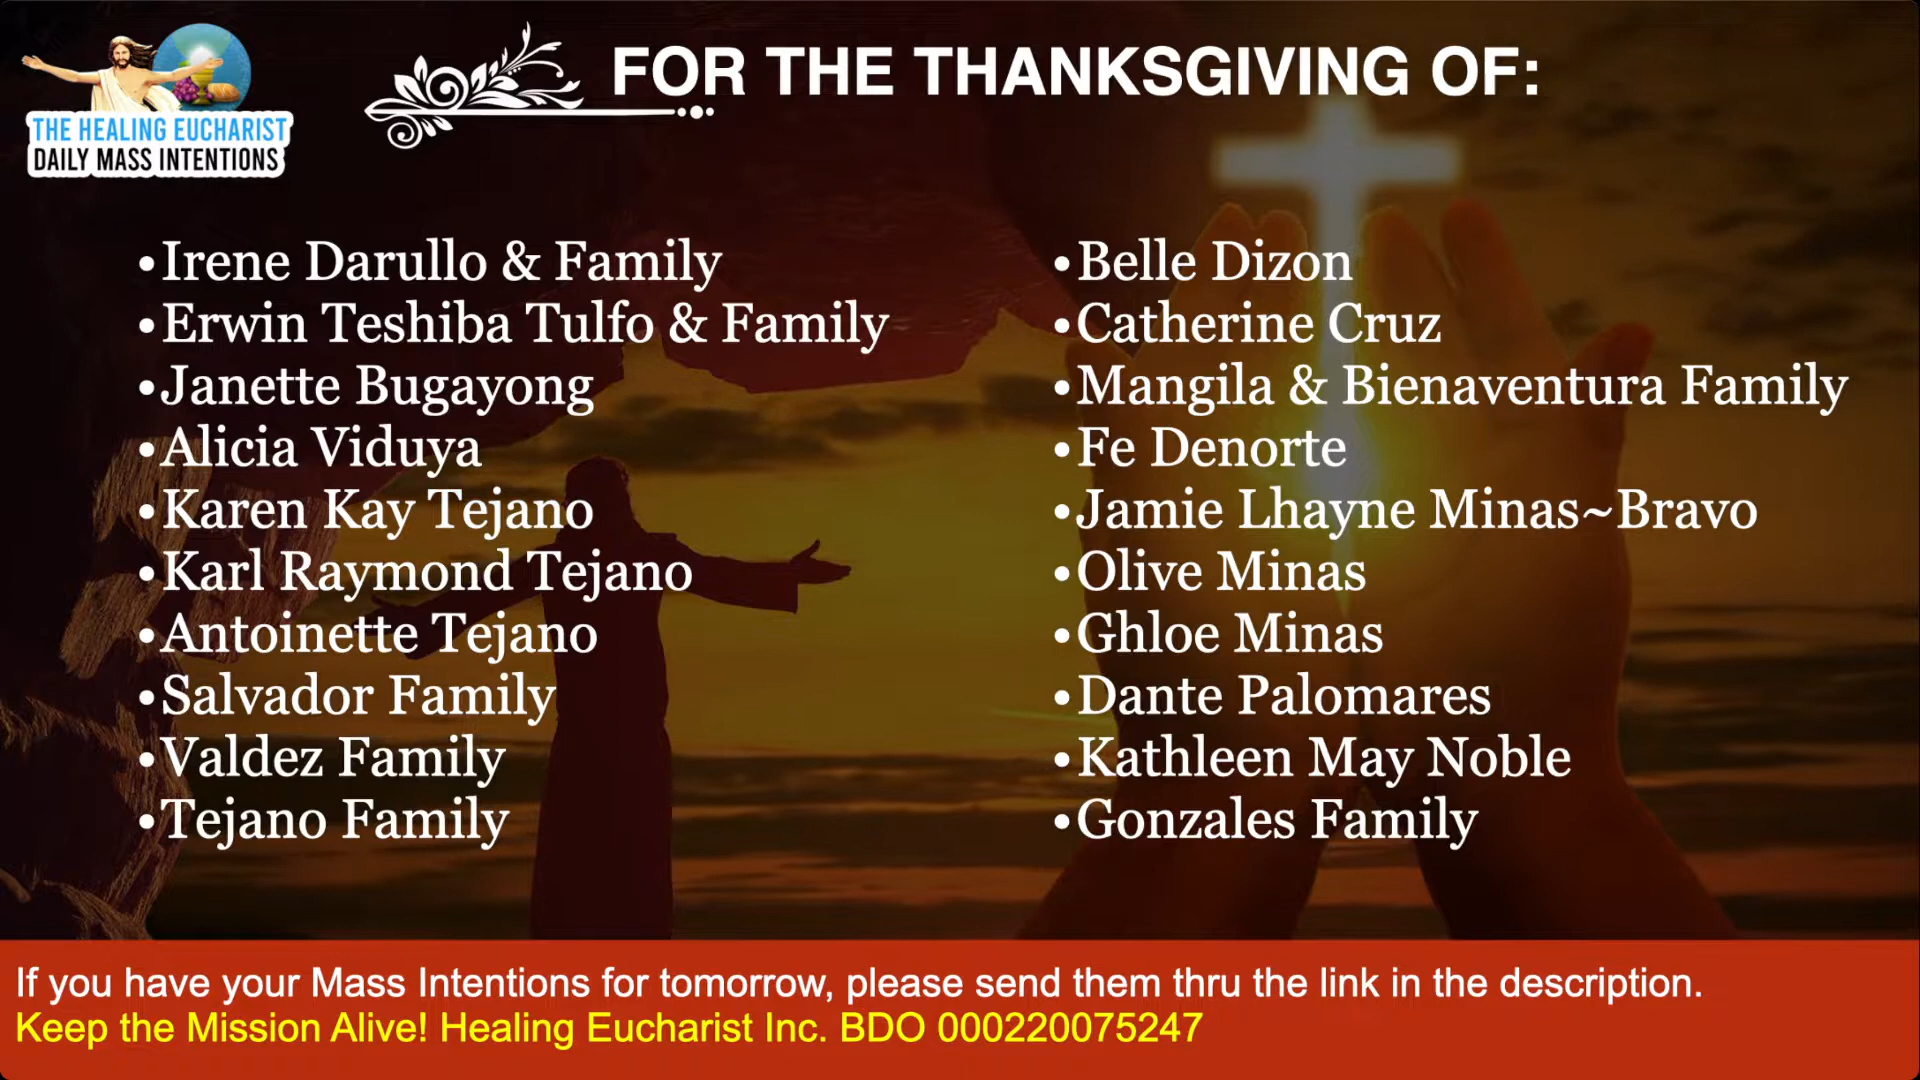 THE HEALING EUCHARIST
DAILY MASS INTENTIONS
FOR THE THANKSGIVING OF:
•Irene Darullo & Family
•Erwin Teshiba Tulfo & Family
•Janette Bugayong
•Alicia Viduya
•Karen Kay Tejano
•Karl Raymond Tejano
•Antoinette Tejano
•Salvador Family
•Valdez Family
•Tejano Family
•Belle Dizon
•Catherine Cruz
•Mangila & Bienaventura Family
•Fe Denorte
•Jamie Lhayne Minas~Bravo
•Olive Minas
•Ghloe Minas
•Dante Palomares
•Kathleen May Noble
•Gonzales Family
If you have your Mass Intentions for tomorrow, please send them thru the link in the description.
Keep the Mission Alive! Healing Eucharist Inc. BDO 000220075247